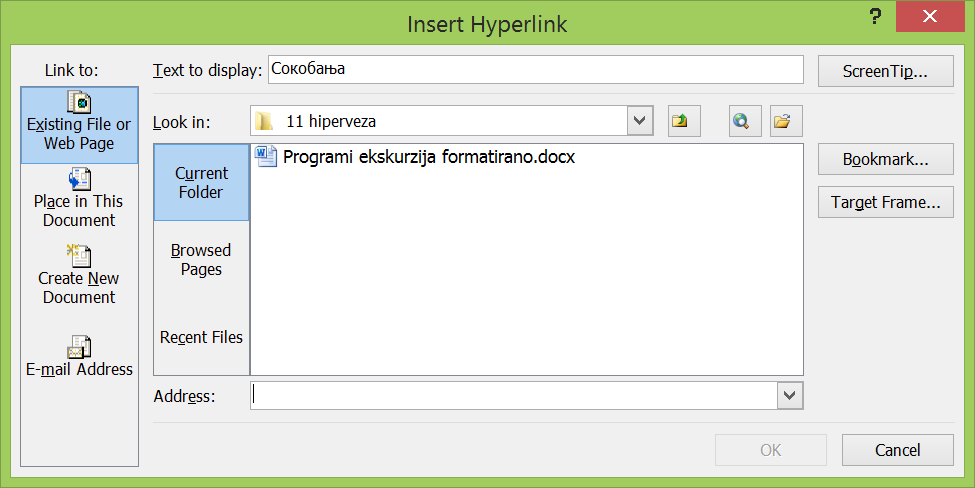 Insert Hyperlink
?
Link to:
Text to display:
Сокобања
ScreenTip...
Existing File or
Web Page
Look in:
11 hiperveza
Current
Folder
Programi ekskurzija formatirano.docx
Bookmark...
Place in This
Document
Target Frame...
Browsed
Pages
Create New
Document
Recent Files
E-mail Address
Address:
OK
Cancel